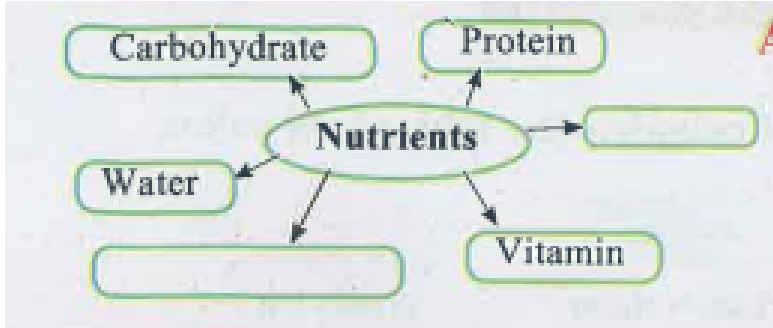 Carbohydrate
Protein
Nutrients
Water
Vitamin